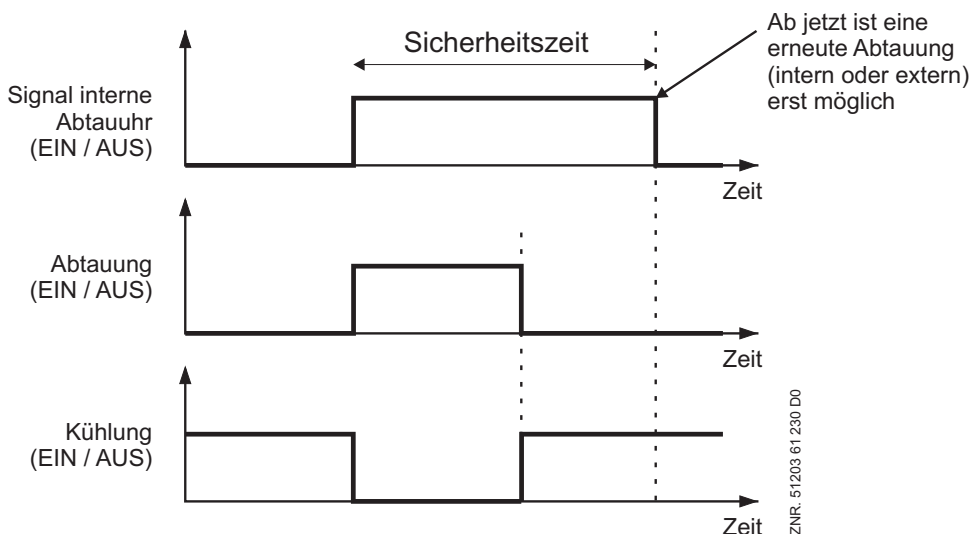 Sicherheitszeit
Ab jetzt ist eine
erneute Abtauung
(intern oder extern)
erst möglich
Signal interne
Abtauuhr
(EIN / AUS)
Zeit
Abtauung
(EIN / AUS)
Zeit
Kühlung
(EIN / AUS)
Zeit
ZNR. 51203 61 230 D0